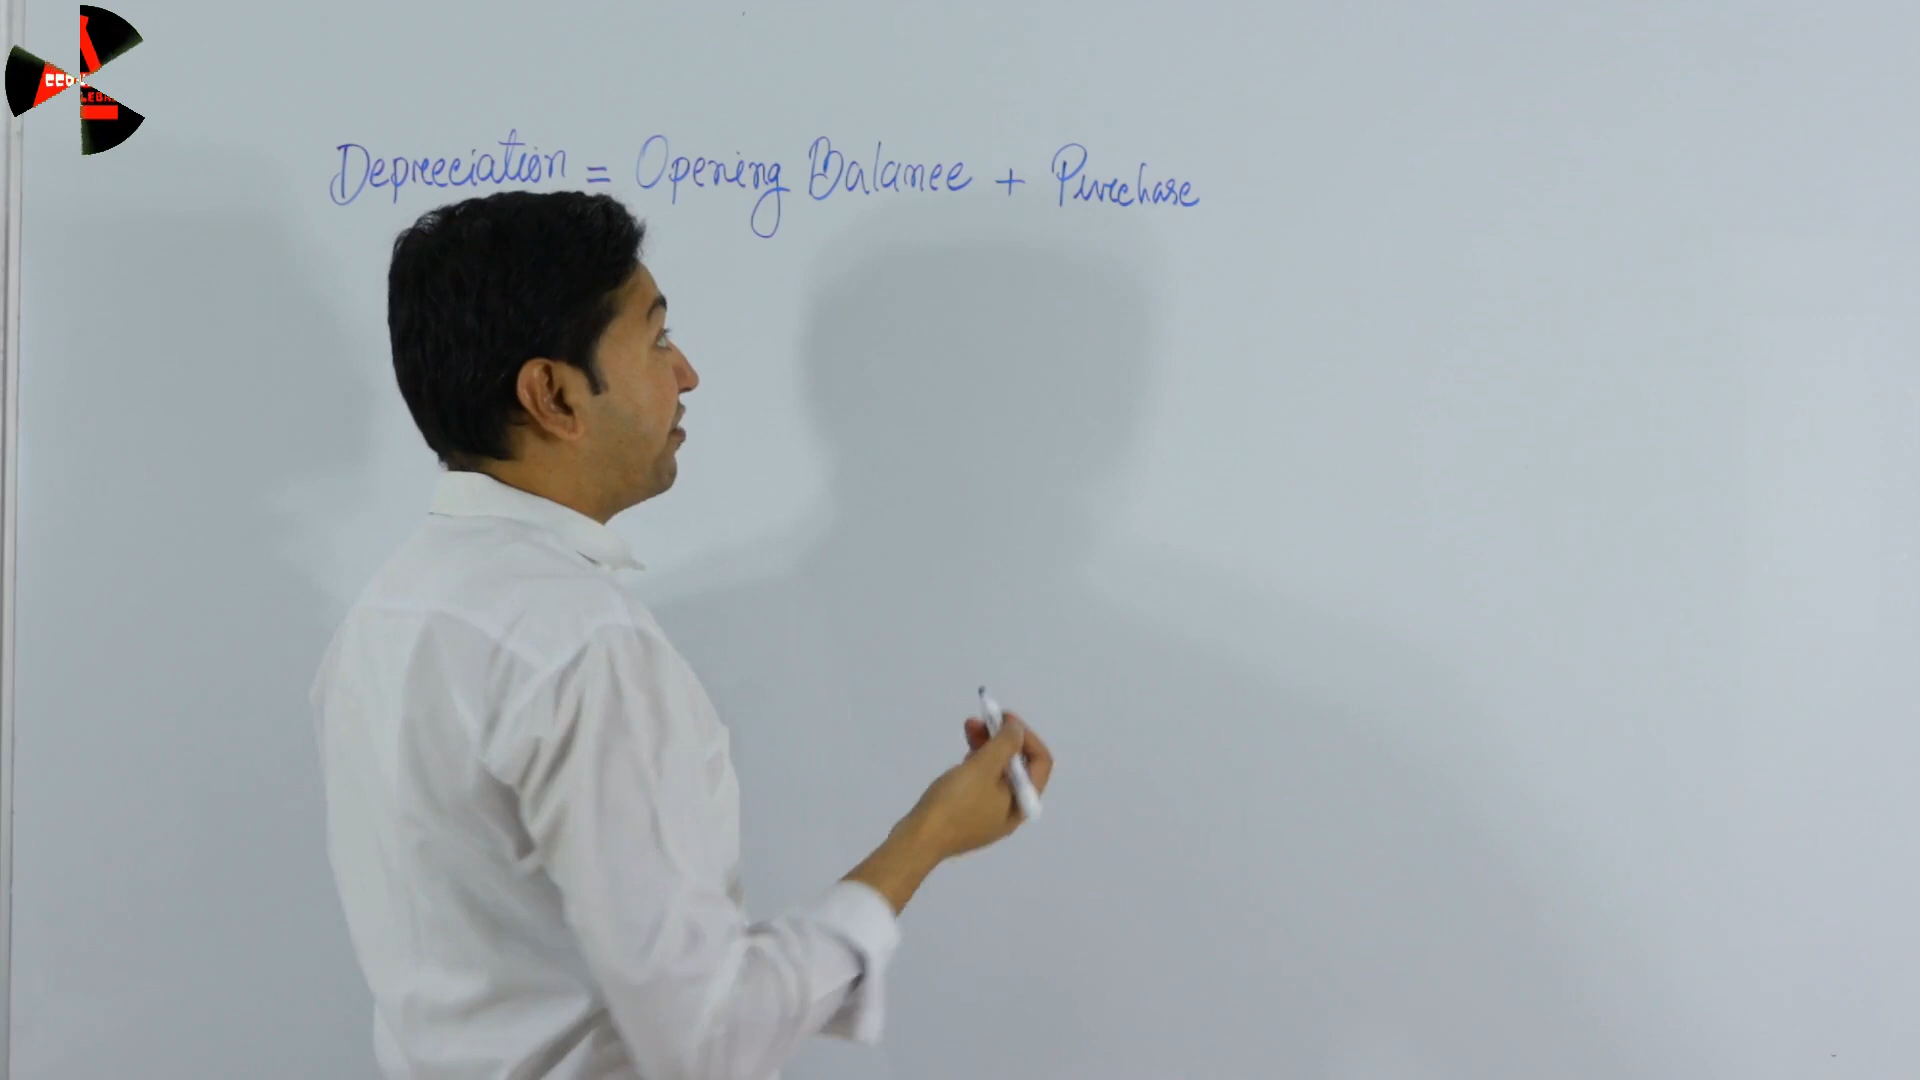 Depreciation = Opening Balance + Purchase